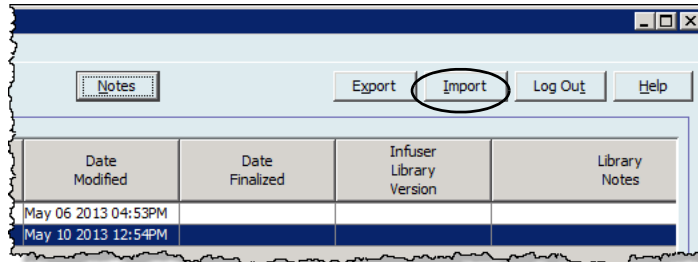 Notes Export Import Log Out Help
Date Modified Date Finalized Infuser Library Version Library Notes
May 06 2013 04:53PM
May 10 2013 12:54PM